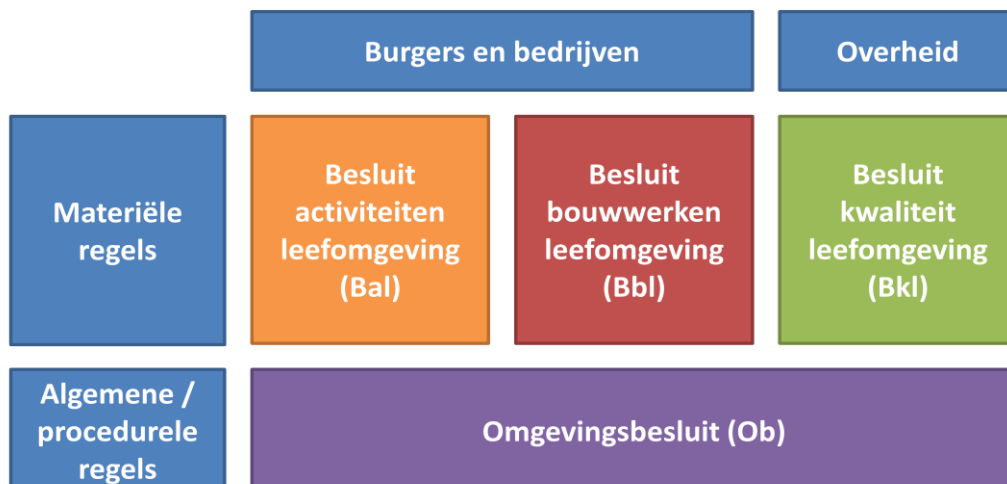 Burgers en bedrijven
Overheid
Materiële
regels
Besluit
activiteiten
leefomgeving
(Bal)
Besluit
bouwwerken
leefomgeving
(Bbl)
Besluit
kwaliteit
leefomgeving
(Bkl)
Algemene /
procedurele
regels
Omgevingsbesluit (Ob)